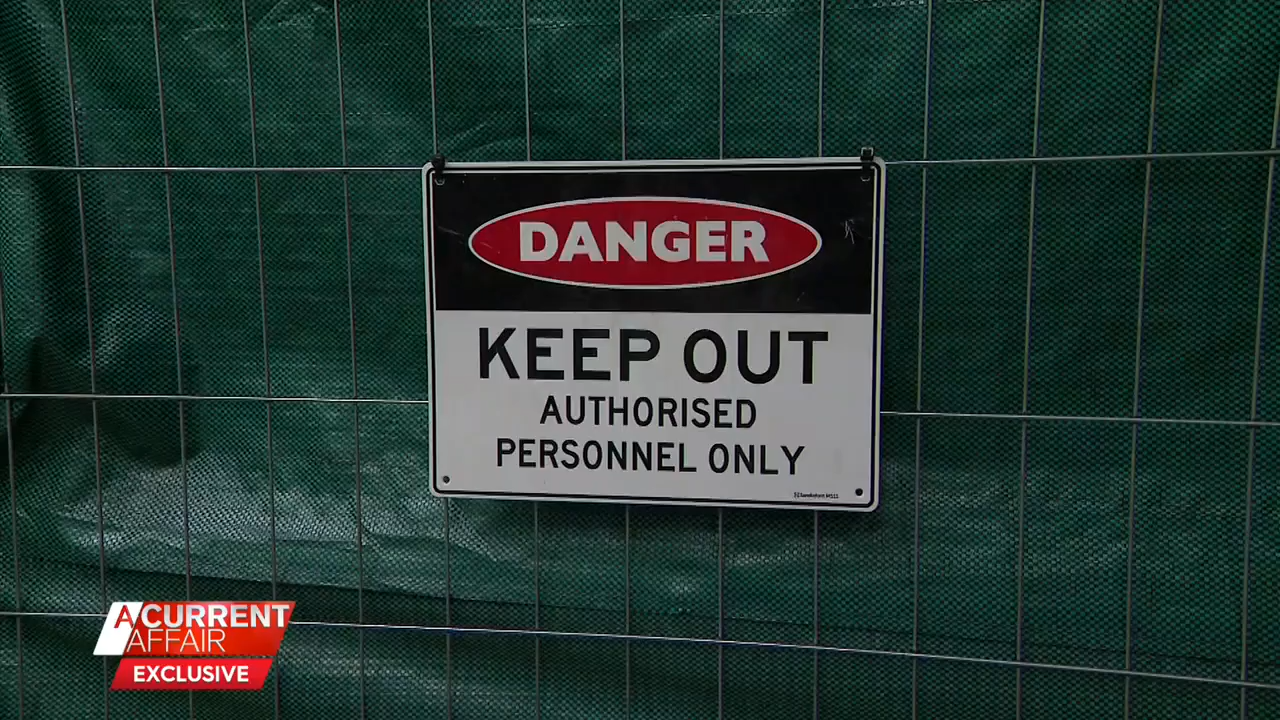 DANGER
KEEP OUT
AUTHORISED
PERSONNEL ONLY
A CURRENT
AFFAIR
EXCLUSIVE